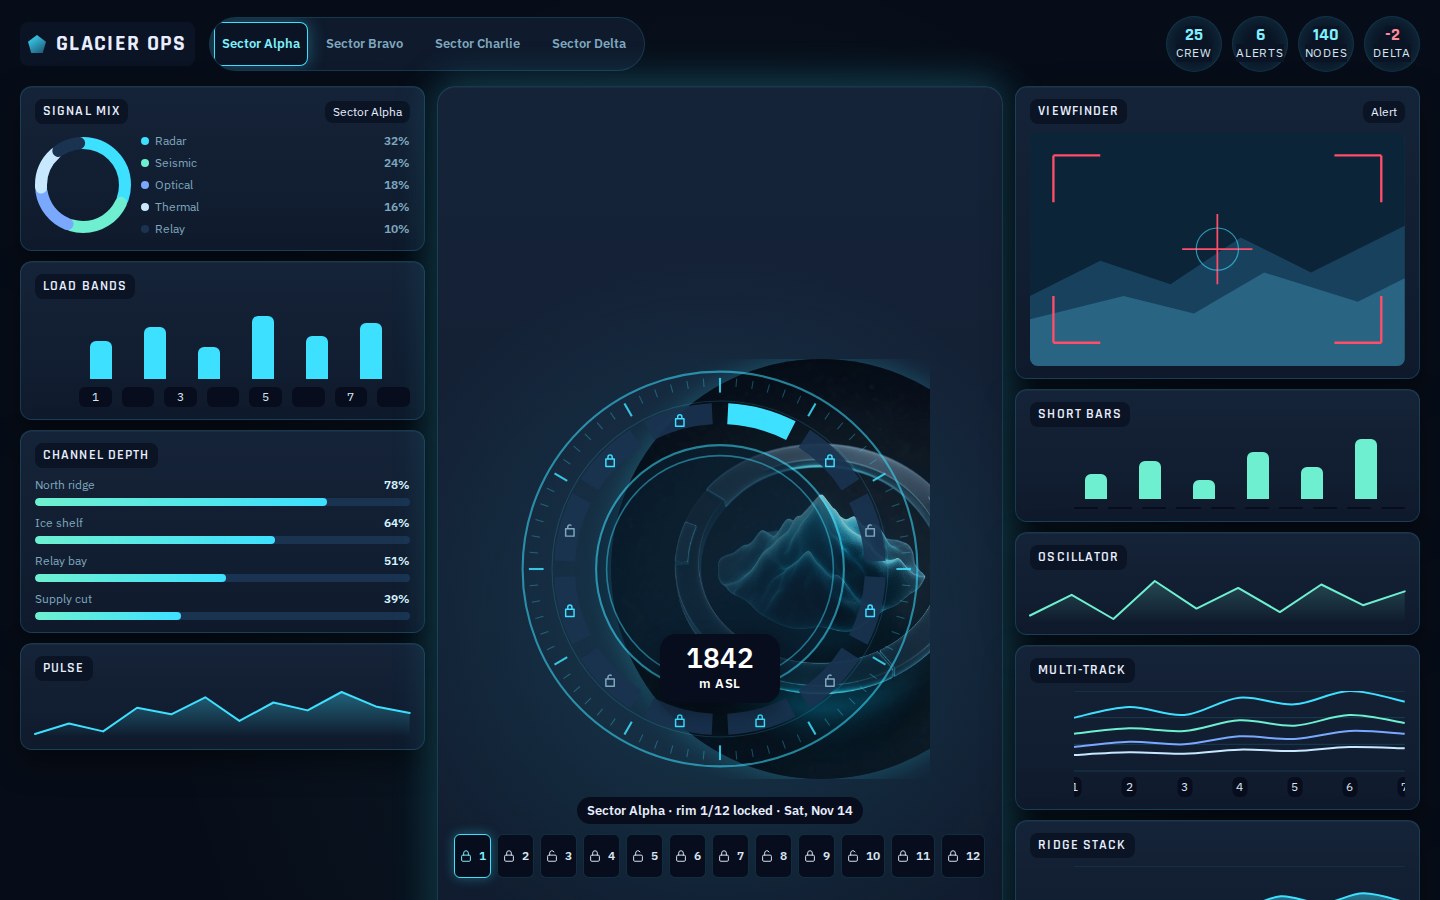 GLACIER OPS
Sector Alpha
Sector Bravo
Sector Charlie
Sector Delta
25
CREW
6
ALERTS
140
NODES
-2
DELTA
SIGNAL MIX
Sector Alpha
Radar 32%
Seismic 24%
Optical 18%
Thermal 16%
Relay 10%
LOAD BANDS
1 3 5 7
CHANNEL DEPTH
North ridge 78%
Ice shelf 64%
Relay bay 51%
Supply cut 39%
PULSE
1842
m ASL
Sector Alpha · rim 1/12 locked · Sat, Nov 14
1 2 3 4 5 6 7 8 9 10 11 12
VIEWFINDER
Alert
SHORT BARS
OSCILLATOR
MULTI-TRACK
1 2 3 4 5 6 7
RIDGE STACK